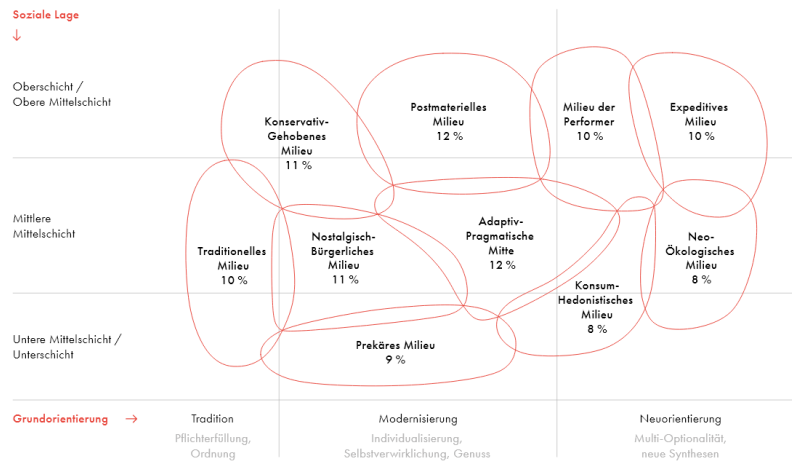 Soziale Lage
↓
Oberschicht /
Obere Mittelschicht
Konservativ-
Gehobenes
Milieu
11 %
Postmaterielles
Milieu
12 %
Milieu der
Performer
10 %
Expeditives
Milieu
10 %
Mittlere
Mittelschicht
Traditionelles
Milieu
10 %
Nostalgisch-
Bürgerliches
Milieu
11 %
Adaptiv-
Pragmatische
Mitte
12 %
Konsum-
Hedonistisches
Milieu
8 %
Neo-
Ökologisches
Milieu
8 %
Untere Mittelschicht /
Unterschicht
Prekäres Milieu
9 %
Grundorientierung →
Tradition
Pflichterfüllung,
Ordnung
Modernisierung
Individualisierung,
Selbstverwirklichung, Genuss
Neuorientierung
Multi-Optionalität,
neue Synthesen